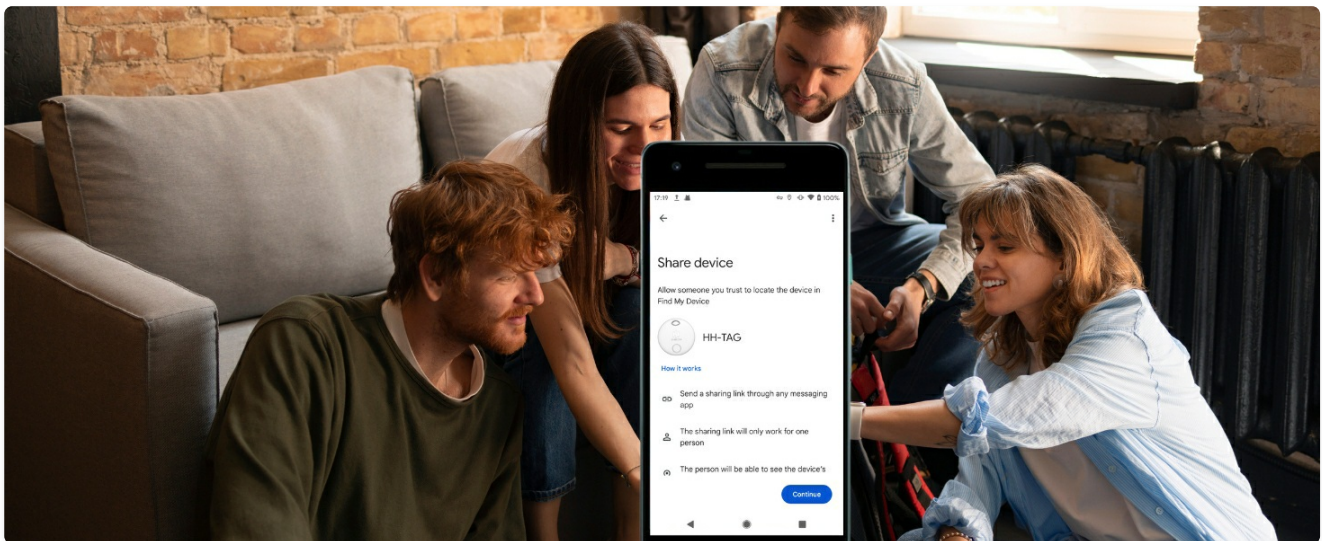 17:19
100%
Share device
Allow someone you trust to locate the device in
Find My Device
HH-TAG
How it works
Send a sharing link through any messaging
app
The sharing link will only work for one
person
The person will be able to see the device's
Continue